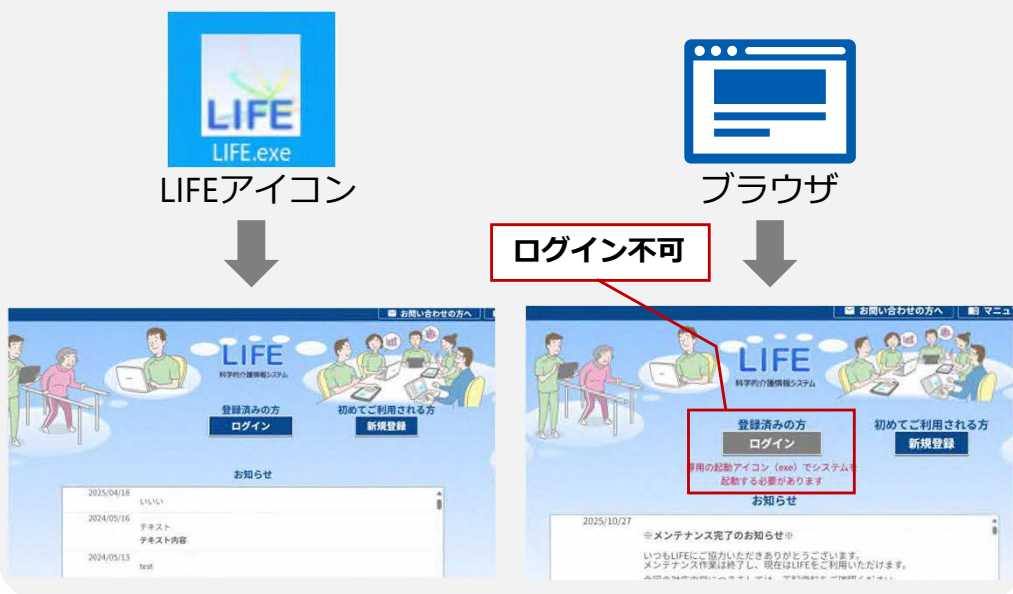 LIFE
LIFE.exe
LIFEアイコン
ブラウザ
ログイン不可
お問い合わせの方へ
LIFE
科学的介護情報システム
登録済みの方
ログイン
初めてご利用される方
新規登録
お知らせ
2025/04/18
いいい
2024/05/16
テキスト
テキスト内容
2024/05/13
test
お問い合わせの方へ
マニュ
LIFE
科学的介護情報システム
登録済みの方
ログイン
初めてご利用される方
新規登録
専用の起動アイコン（exe）でシステムを
起動する必要があります
お知らせ
2025/10/27
※メンテナンス完了のお知らせ※
いつもLIFEにご協力いただきありがとうございます。
メンテナンス作業は終了し、現在はLIFEをご利用いただけます。